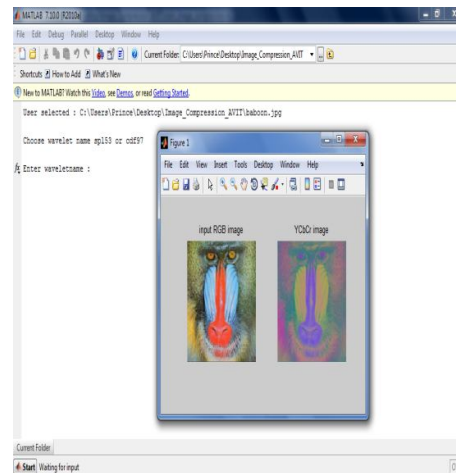 MATLAB 7.10.0 (R2010a)
File Edit Debug Parallel Desktop Window Help
Current Folder: C:\Users\Prince\Desktop\Image_Compression_AVIT
Shortcuts How to Add What's New
New to MATLAB? Watch this Video, see Demos, or read Getting Started.
User selected : C:\Users\Prince\Desktop\Image_Compression_AVIT\baboon.jpg
Choose wavelet name spl53 or cdf97
fx Enter waveletname :
Figure 1
File Edit View Insert Tools Desktop Window Help
input RGB image YCbCr image
Current Folder
Start Waiting for input